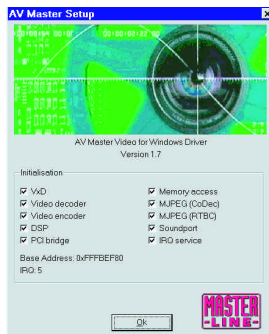 AV Master Setup
AV Master Video for Windows Driver
Version 1.7
Initialisation
VxD
Memory access
Video decoder
MJPEG (CoDec)
Video encoder
MJPEG (RTBC)
DSP
Soundport
PCI bridge
IRQ service
Base Address: 0xFFFBEF80
IRQ: 5
MASTER
-LINE-
Ok